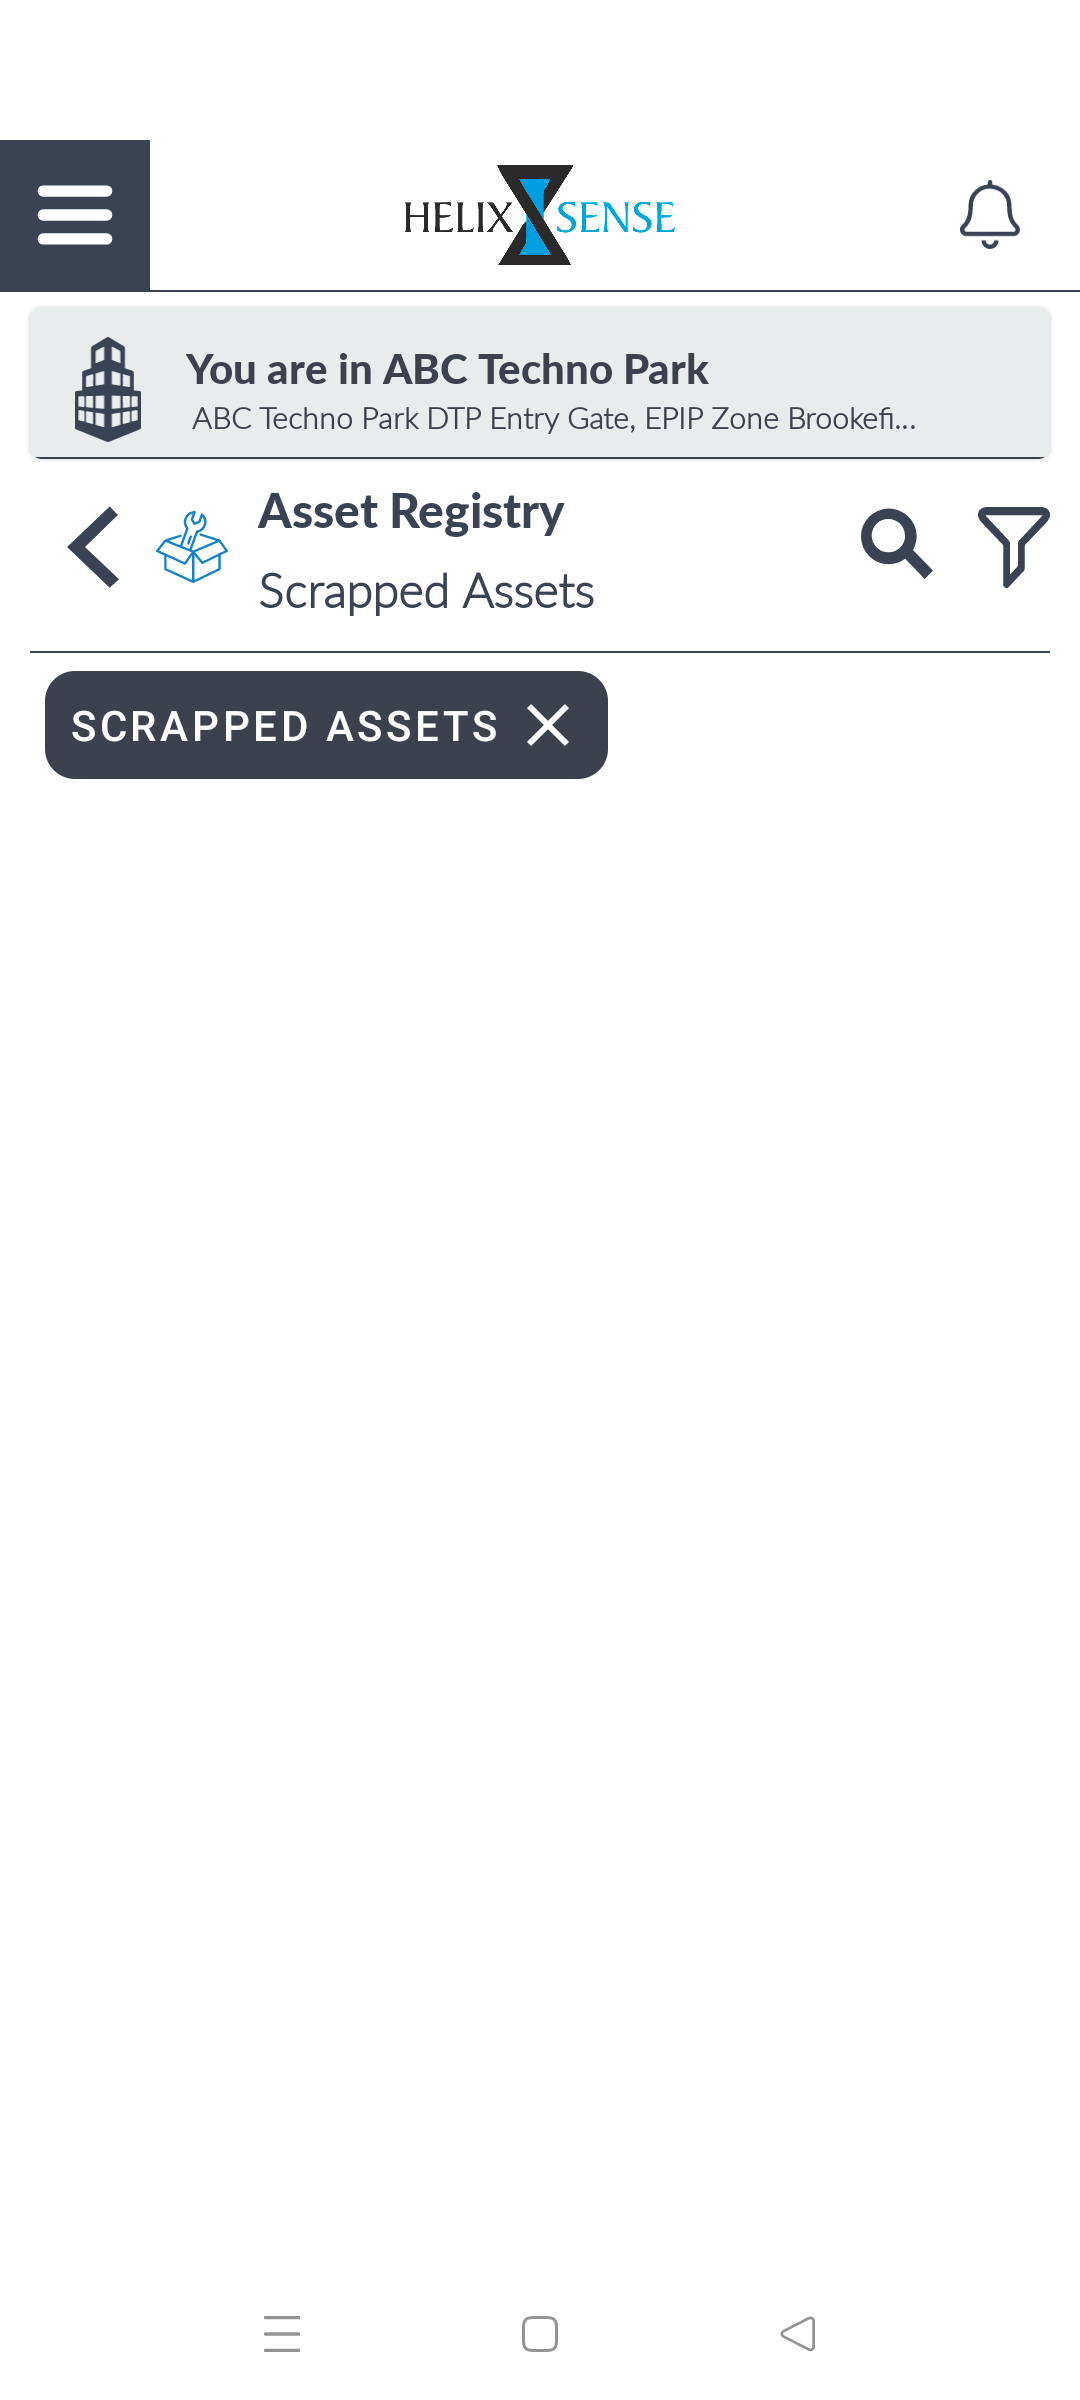 HELIX SENSE
You are in ABC Techno Park
ABC Techno Park DTP Entry Gate, EPIP Zone Brookefi...
Asset Registry
Scrapped Assets
SCRAPPED ASSETS